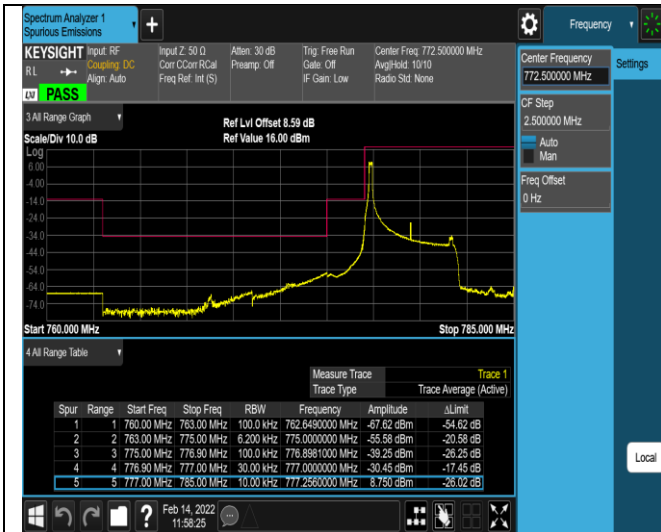 Spectrum Analyzer 1
Spurious Emissions
Frequency
KEYSIGHT
RL
Input: RF
Coupling: DC
Align: Auto
Input Z: 50 Ω
Corr CCorr RCal
Freq Ref: Int (S)
Atten: 30 dB
Preamp: Off
Trig: Free Run
Gate: Off
IF Gain: Low
Center Freq: 772.500000 MHz
Avg|Hold: 10/10
Radio Std: None
PASS
Center Frequency
772.500000 MHz
Settings
CF Step
2.500000 MHz
Auto
Man
Freq Offset
0 Hz
3 All Range Graph
Scale/Div 10.0 dB
Ref Lvl Offset 8.59 dB
Ref Value 16.00 dBm
Log
6.00
-4.00
-14.0
-24.0
-34.0
-44.0
-54.0
-64.0
-74.0
Start 760.000 MHz
Stop 785.000 MHz
4 All Range Table
Measure Trace Trace 1
Trace Type Trace Average (Active)
Spur Range Start Freq Stop Freq RBW Frequency Amplitude ΔLimit
1 1 760.00 MHz 763.00 MHz 100.0 kHz 762.6490000 MHz -67.62 dBm -54.62 dB
2 2 763.00 MHz 775.00 MHz 6.200 kHz 775.0000000 MHz -55.58 dBm -20.58 dB
3 3 775.00 MHz 776.90 MHz 100.0 kHz 776.8981000 MHz -39.25 dBm -26.25 dB
4 4 776.90 MHz 777.00 MHz 30.00 kHz 777.0000000 MHz -30.45 dBm -17.45 dB
5 5 777.00 MHz 785.00 MHz 10.00 kHz 777.2560000 MHz 8.750 dBm -26.02 dB
Local
Feb 14, 2022
11:58:25